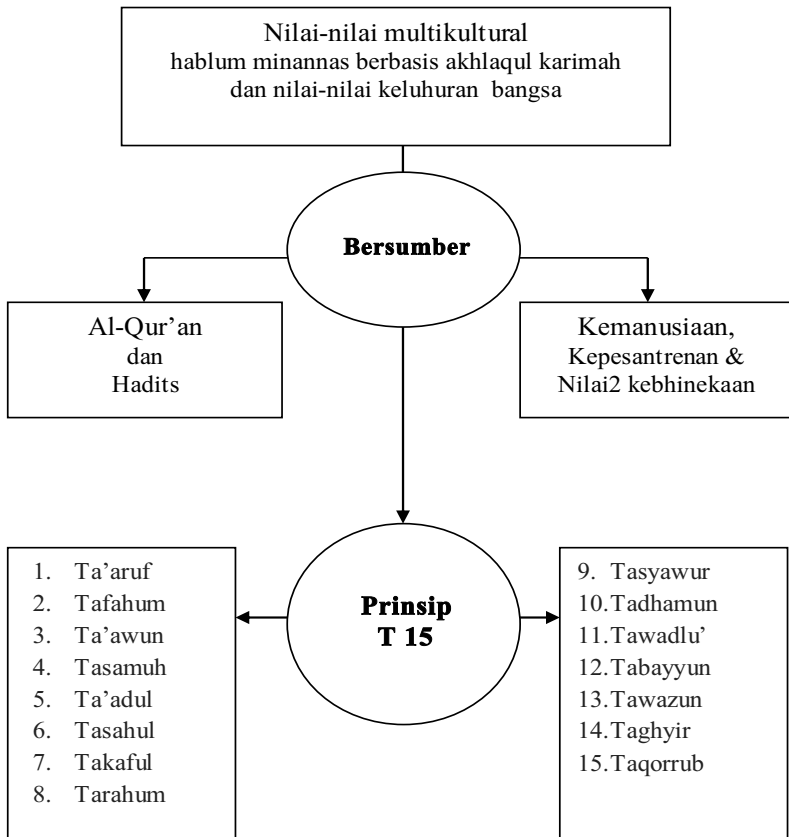 Nilai-nilai multikultural
hablum minannas berbasis akhlaqul karimah
dan nilai-nilai keluhuran bangsa
Bersumber
Al-Qur’an
dan
Hadits
Kemanusiaan,
Kepesantrenan &
Nilai2 kebhinekaan
Prinsip
T 15
1. Ta’aruf
2. Tafahum
3. Ta’awun
4. Tasamuh
5. Ta’adul
6. Tasahul
7. Takaful
8. Tarahum
9. Tasyawur
10. Tadhamun
11. Tawadlu’
12. Tabayyun
13. Tawazun
14. Taghyir
15. Taqorrub